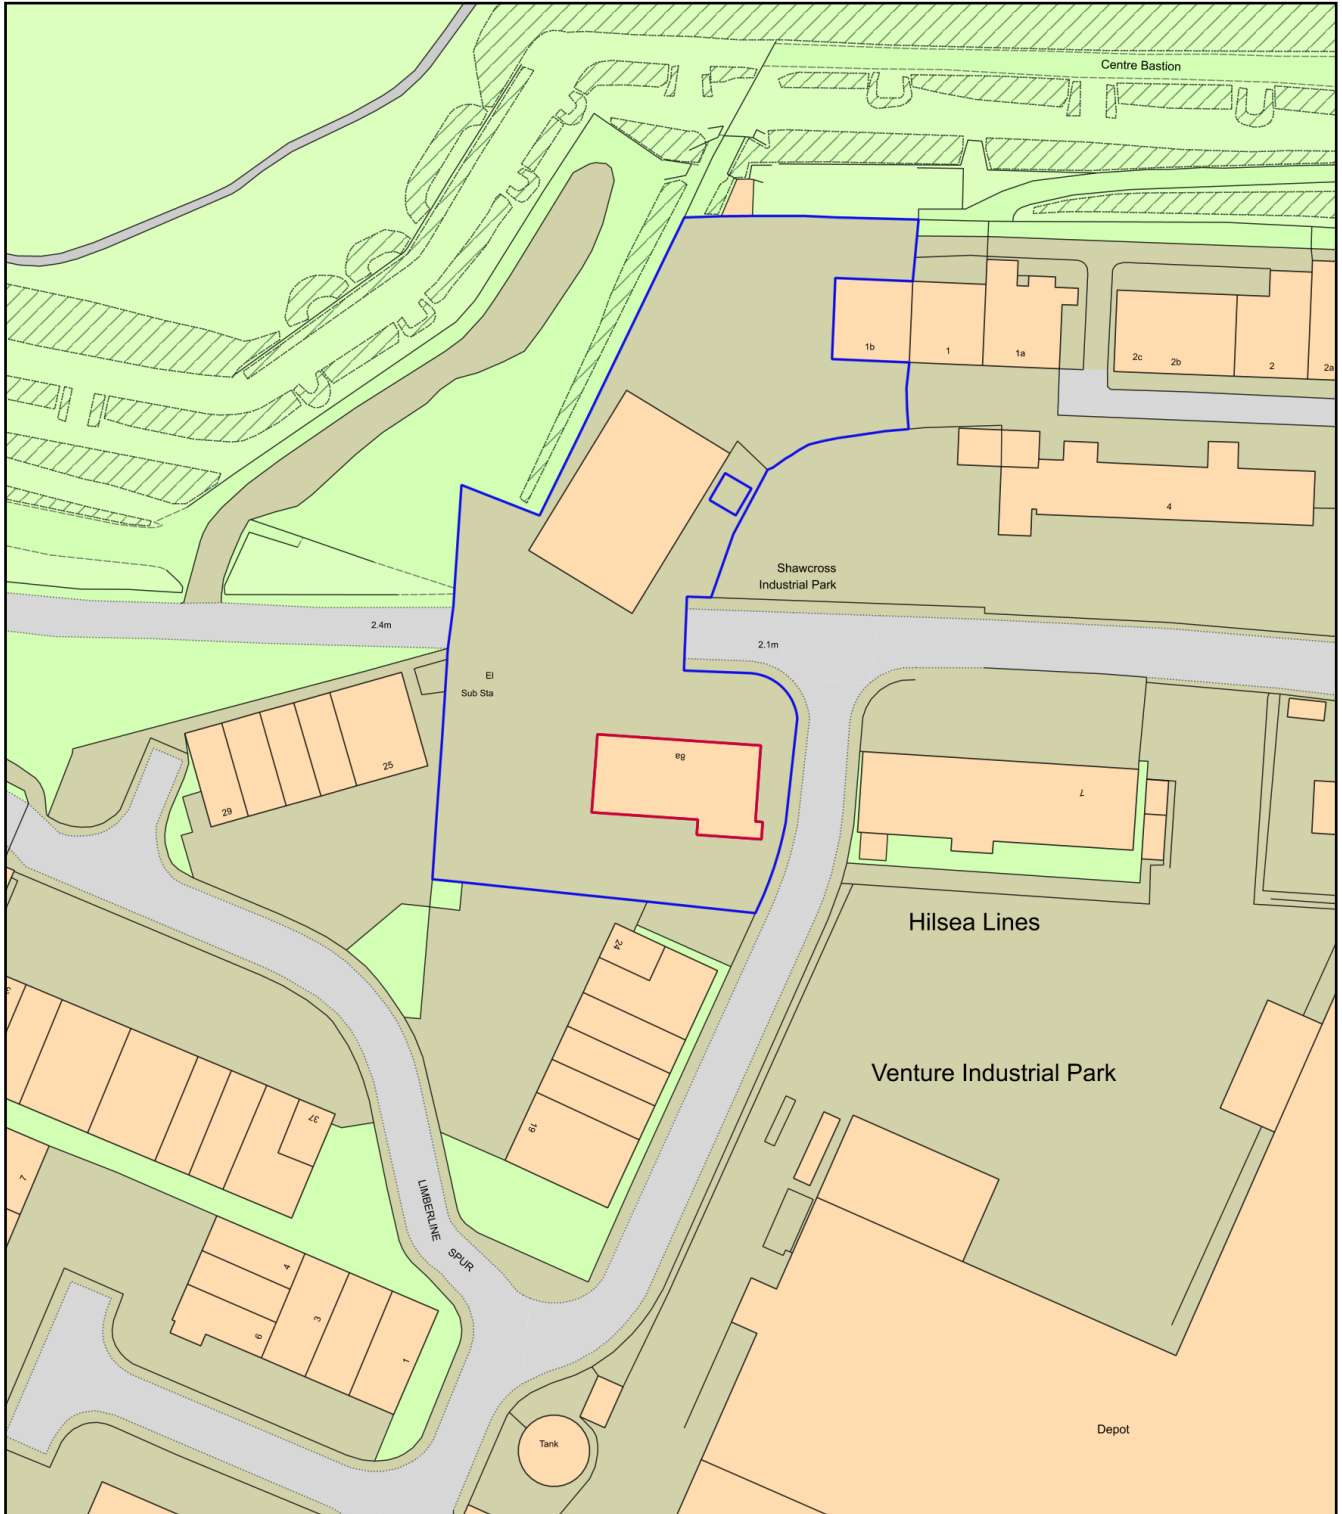 Centre Bastion
1b
1
1a
2c
2b
2
2a
4
Shawcross
Industrial Park
2.4m
2.1m
El
Sub Sta
8a
25
29
7
Hilsea Lines
24
Venture Industrial Park
37
19
7
LIMBERLINE
SPUR
4
3
6
1
Depot
Tank